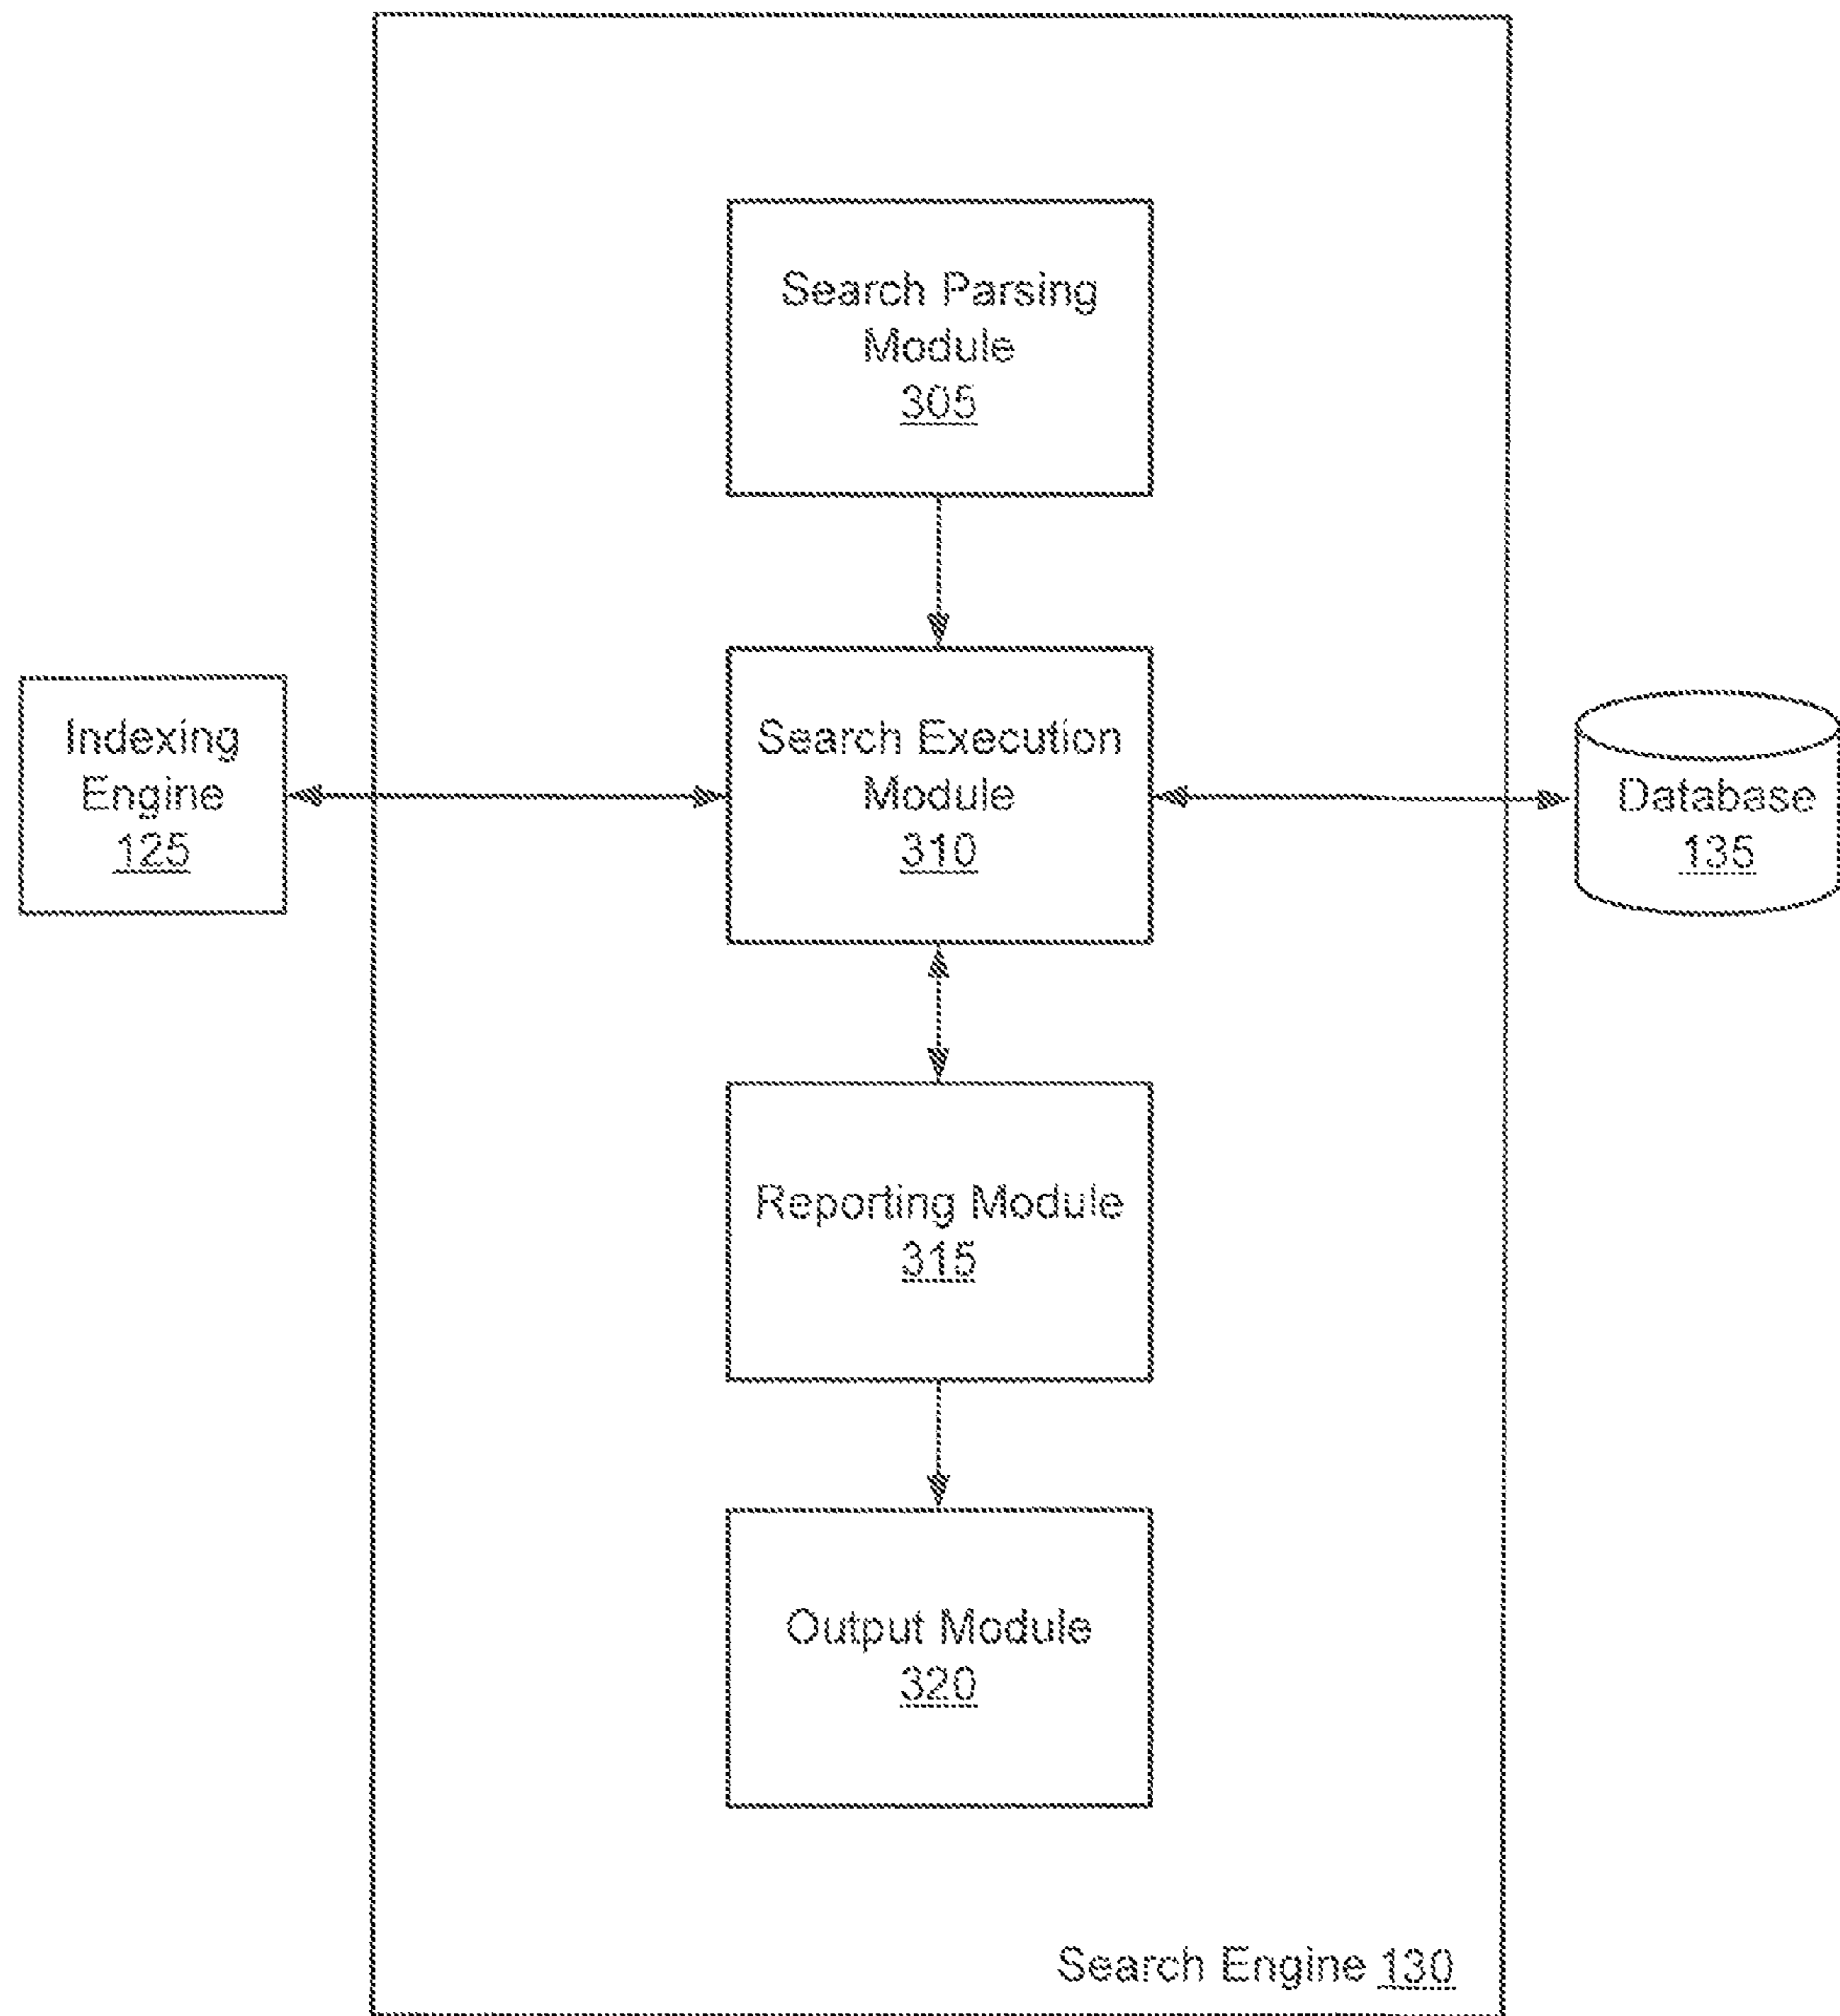 Search Parsing
Module
305
Indexing
Engine
125
Search Execution
Module
310
Database
135
Reporting Module
315
Output Module
320
Search Engine 130